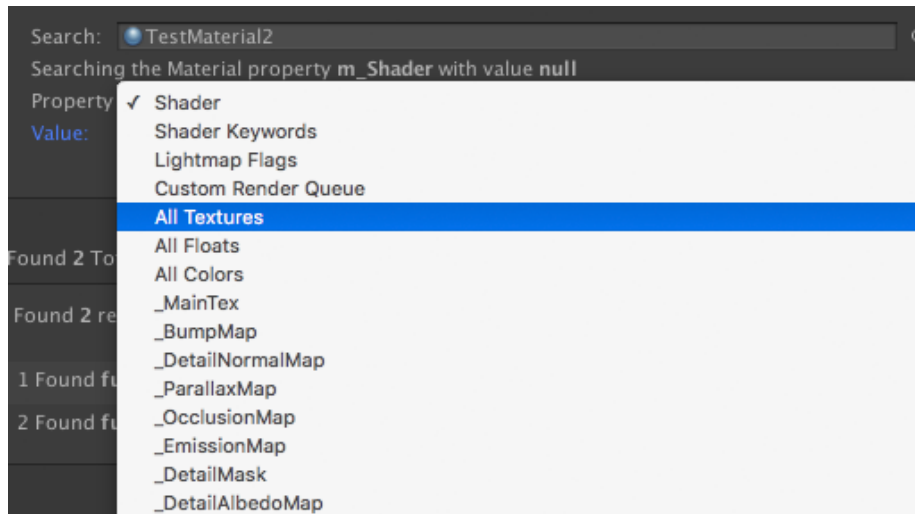 Search: TestMaterial2
Searching the Material property m_Shader with value null
Property ✓ Shader
Value: Shader Keywords
Lightmap Flags
Custom Render Queue
All Textures
All Floats
Found 2 To
All Colors
_MainTex
Found 2 re
_BumpMap
_DetailNormalMap
1 Found fu
_ParallaxMap
2 Found fu
_OcclusionMap
_EmissionMap
_DetailMask
_DetailAlbedoMap